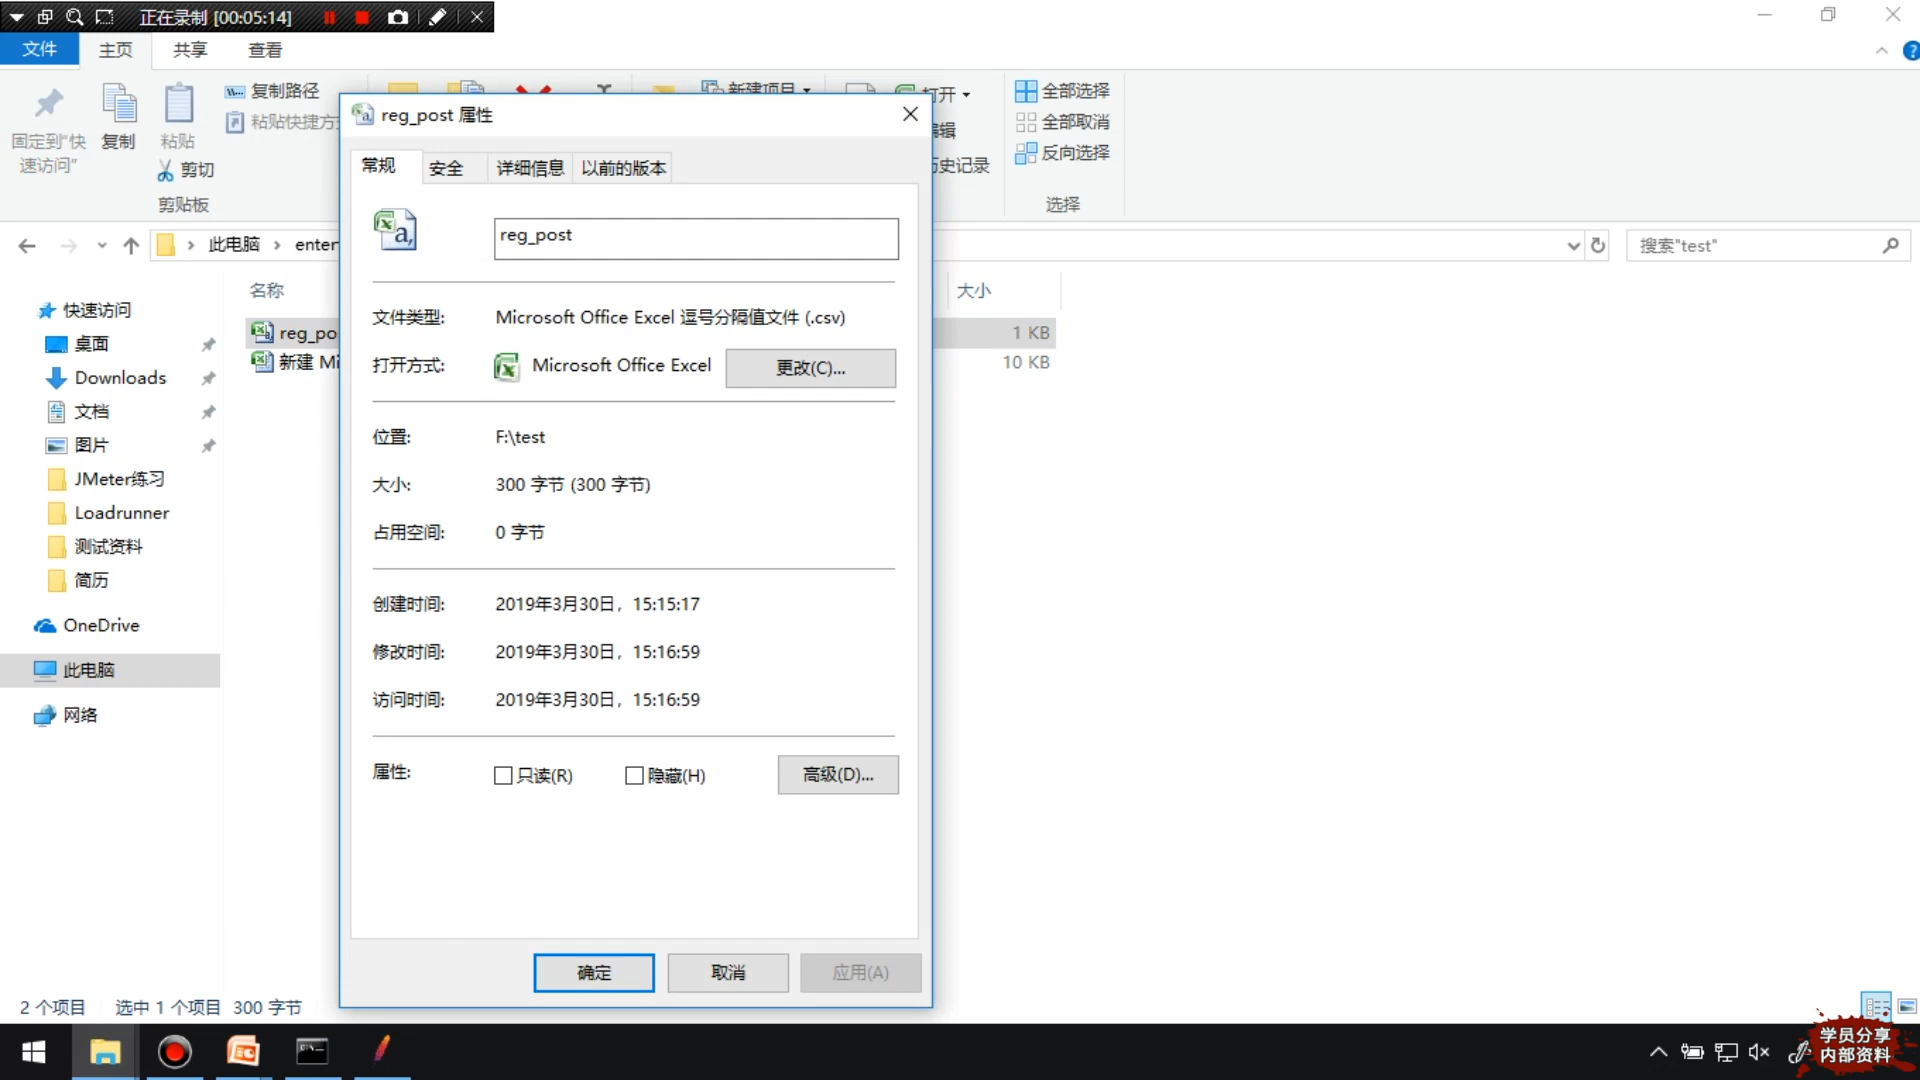 正在录制 [00:05:14]
文件 主页 共享 查看
固定到"快
速访问"
复制
粘贴
复制路径
剪切
剪贴板
新建项目
打开
编辑
历史记录
全部选择
全部取消
反向选择
选择
此电脑
搜索"test"
快速访问
桌面
Downloads
文档
图片
JMeter练习
Loadrunner
测试资料
简历
OneDrive
此电脑
网络
名称
大小
1 KB
10 KB
reg_post 属性
常规 安全 详细信息 以前的版本
reg_post
文件类型: Microsoft Office Excel 逗号分隔值文件 (.csv)
打开方式: Microsoft Office Excel 更改(C)...
位置: F:\test
大小: 300 字节 (300 字节)
占用空间: 0 字节
创建时间: 2019年3月30日，15:15:17
修改时间: 2019年3月30日，15:16:59
访问时间: 2019年3月30日，15:16:59
属性: 只读(R) 隐藏(H) 高级(D)...
确定 取消 应用(A)
2 个项目 选中 1 个项目 300 字节
学员分享
内部资料